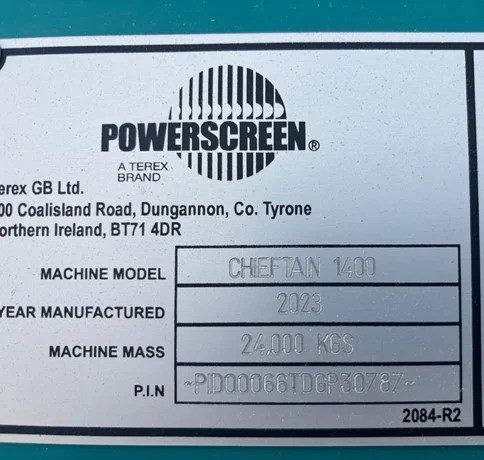 POWERSCREEN®
A TEREX
BRAND
erex GB Ltd.
00 Coalisland Road, Dungannon, Co. Tyrone
orthern Ireland, BT71 4DR
MACHINE MODEL CHIEFTAIN 1400
YEAR MANUFACTURED 2023
MACHINE MASS 24,000 KGS
P.I.N ~PID00066TDGP30787~
2084-R2